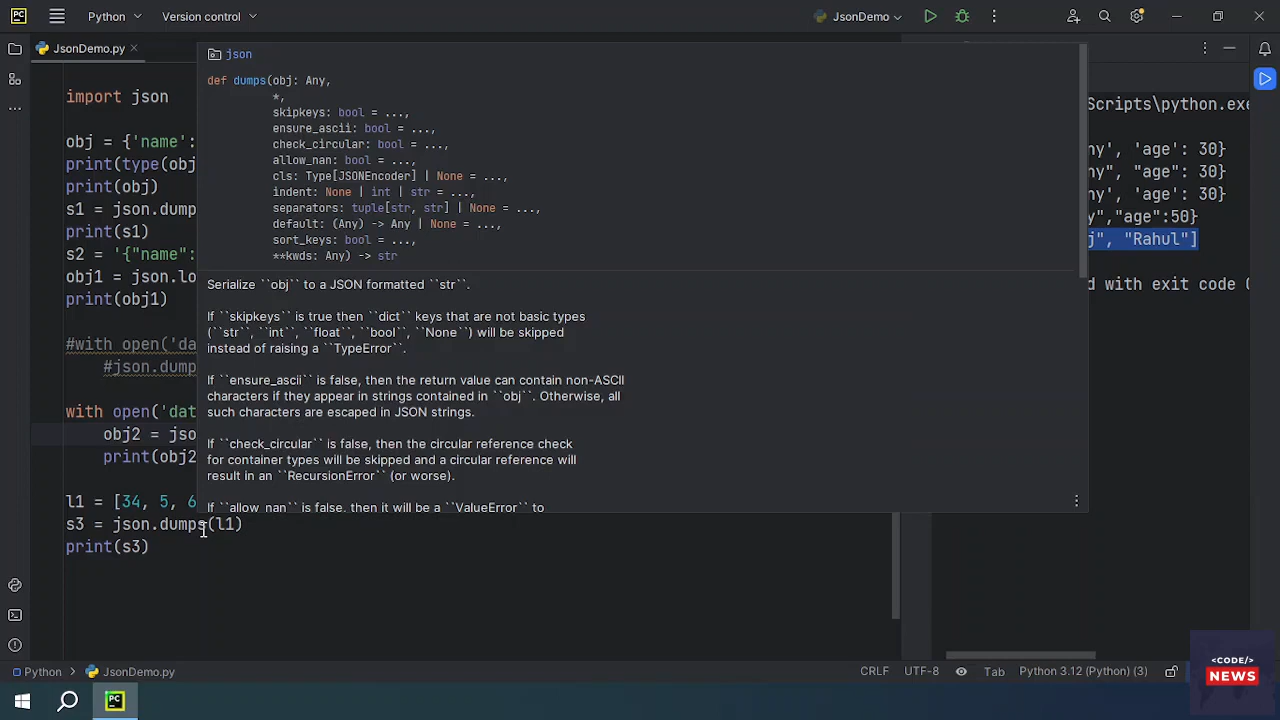 PC
Python
Version control
JsonDemo
JsonDemo.py
json
def dumps(obj: Any,
*,
skipkeys: bool = ...,
ensure_ascii: bool = ...,
check_circular: bool = ...,
allow_nan: bool = ...,
cls: Type[JSONEncoder] | None = ...,
indent: None | int | str = ...,
separators: tuple[str, str] | None = ...,
default: (Any) -> Any | None = ...,
sort_keys: bool = ...,
**kwds: Any) -> str
Serialize ``obj`` to a JSON formatted ``str``.
If ``skipkeys`` is true then ``dict`` keys that are not basic types
(``str``, ``int``, ``float``, ``bool``, ``None``) will be skipped
instead of raising a ``TypeError``.
If ``ensure_ascii`` is false, then the return value can contain non-ASCII
characters if they appear in strings contained in ``obj``. Otherwise, all
such characters are escaped in JSON strings.
If ``check_circular`` is false, then the circular reference check
for container types will be skipped and a circular reference will
result in an ``RecursionError`` (or worse).
If ``allow_nan`` is false, then it will be a ``ValueError`` to
import json
obj = {'name':
print(type(obj
print(obj)
s1 = json.dump
print(s1)
s2 = '{"name":
obj1 = json.lo
print(obj1)
#with open('da
#json.dump
with open('dat
obj2 = jso
print(obj2
l1 = [34, 5, 6
s3 = json.dumps(l1)
print(s3)
Scripts\python.exe
ny', 'age': 30}
ny", "age": 30}
ny', 'age': 30}
y","age":50}
j", "Rahul"]
d with exit code 0
Python
JsonDemo.py
CRLF
UTF-8
Tab
Python 3.12 (Python) (3)
<CODE/>
NEWS
PC